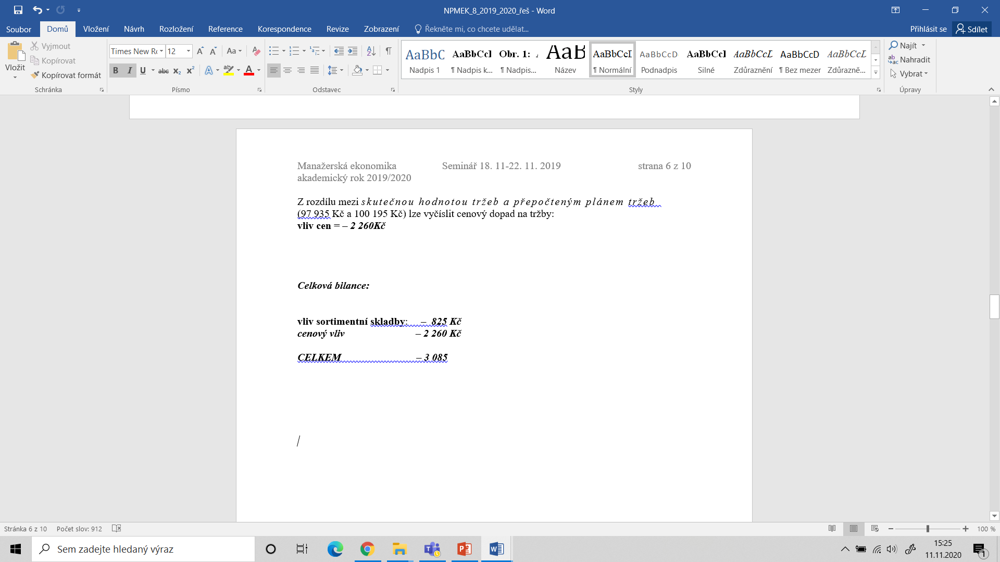 NPMEK_8_2019_2020_řeš - Word
Soubor Domů Vložení Návrh Rozložení Reference Korespondence Revize Zobrazení Řekněte mi, co chcete udělat... Přihlásit se Sdílet
Vložit
Vyjmout
Kopírovat
Kopírovat formát
Schránka
Times New Rc 12
Písmo
Odstavec
AaBbC AaBbCcI Obr. 1: AaB AaBbCcI AaBbCcD AaBbCcI AaBbCcL AaBbCcD AaBbCcL
Nadpis 1 ¶ Nadpis k... ¶ Nadpis... Název ¶ Normální Podnadpis Silné Zdůraznění ¶ Bez mezer Zdůrazně...
Styly
Najít
Nahradit
Vybrat
Úpravy
Manažerská ekonomika Seminář 18. 11-22. 11. 2019 strana 6 z 10
akademický rok 2019/2020
Z rozdílu mezi skutečnou hodnotou tržeb a přepočteným plánem tržeb
(97 935 Kč a 100 195 Kč) lze vyčíslit cenový dopad na tržby:
vliv cen = – 2 260Kč
Celková bilance:
vliv sortimentní skladby: – 825 Kč
cenový vliv – 2 260 Kč
CELKEM – 3 085
Stránka 6 z 10 Počet slov: 912 100 %
Sem zadejte hledaný výraz
15:25
11.11.2020
1